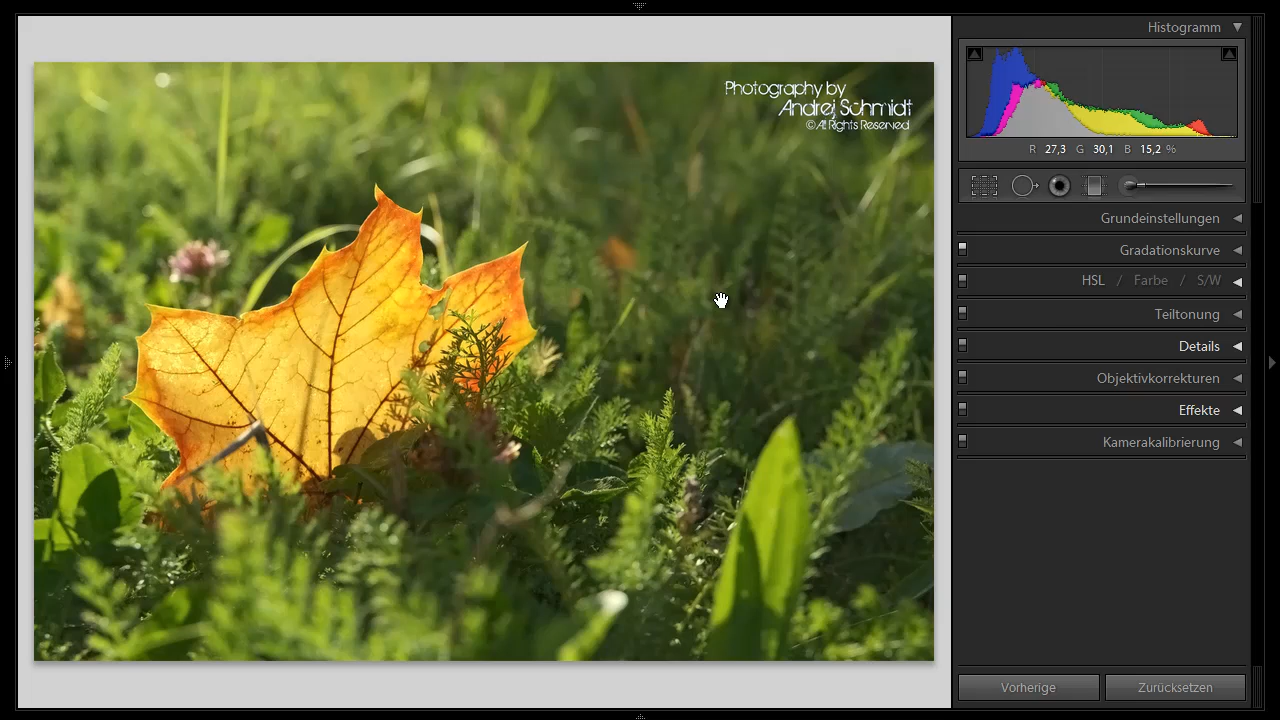 Histogramm
Photography by
Andrej Schmidt
©All Rights Reserved
R 27,3 G 30,1 B 15,2 %
Grundeinstellungen
Gradationskurve
HSL / Farbe / S/W
Teiltonung
Details
Objektivkorrekturen
Effekte
Kamerakalibrierung
Vorherige Zurücksetzen